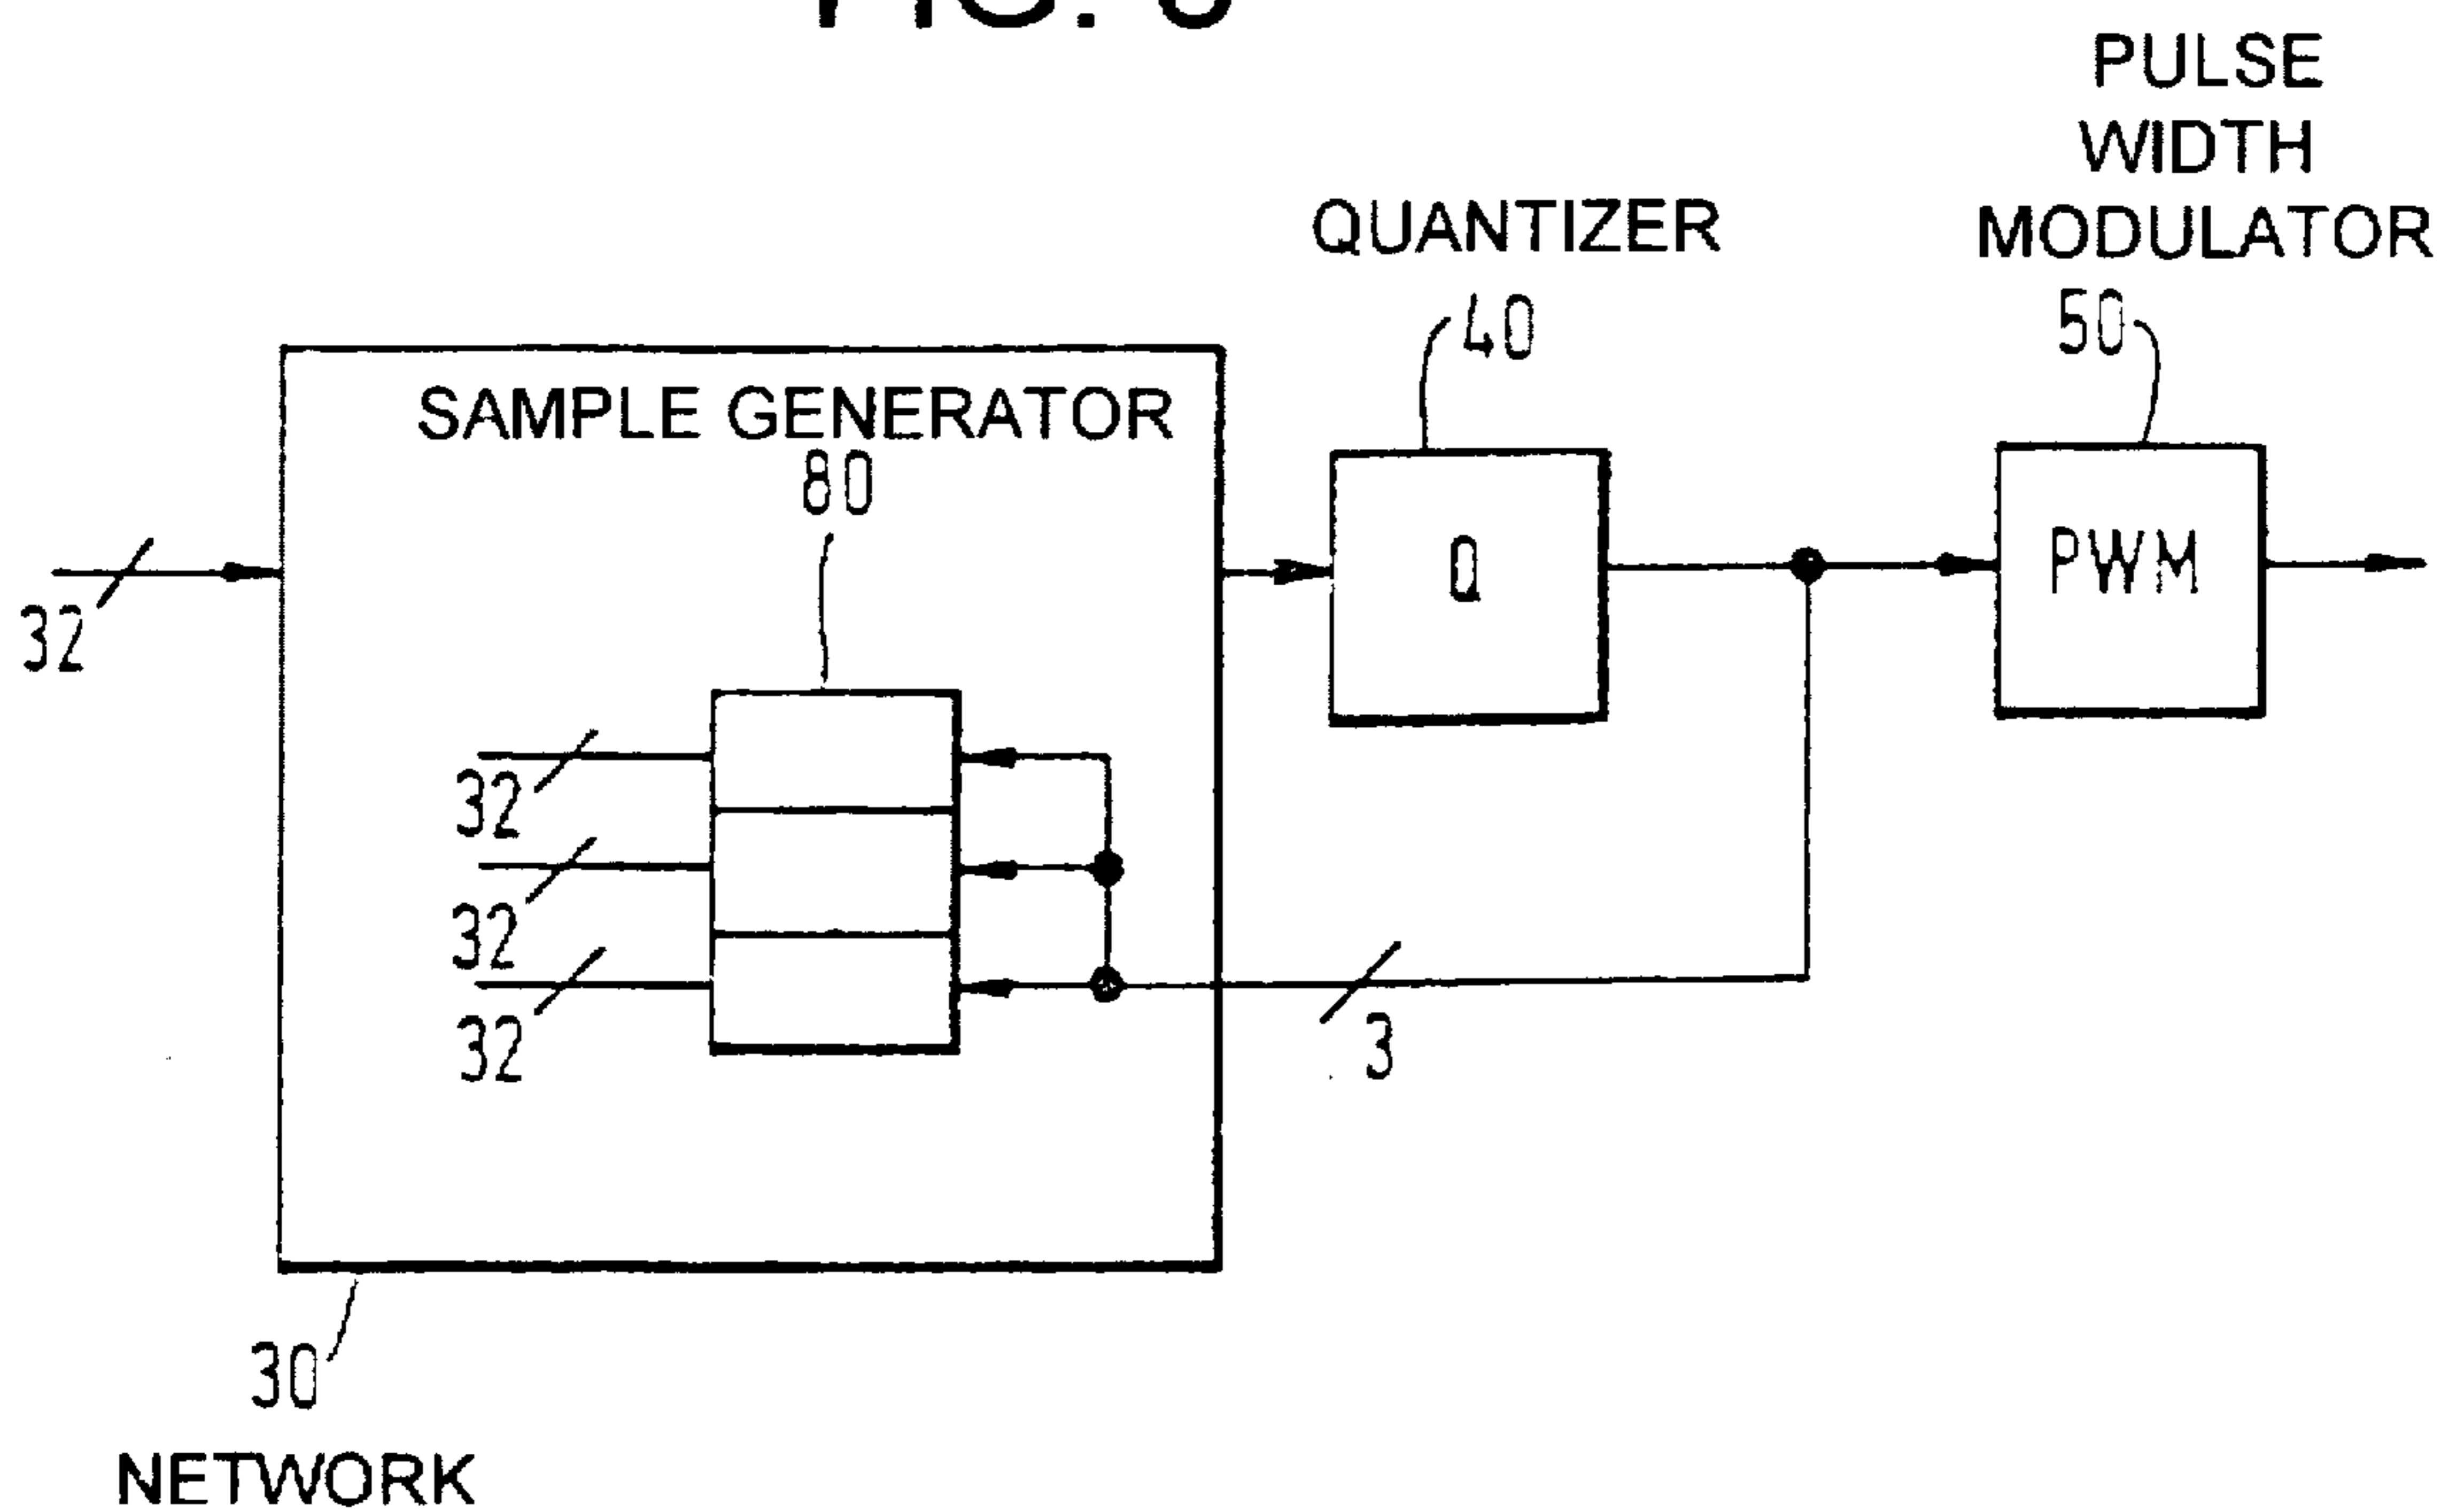 PULSE
WIDTH
MODULATOR
50
QUANTIZER
40
SAMPLE GENERATOR
80
32
Q
PWM
32
32
32
3
30
NETWORK